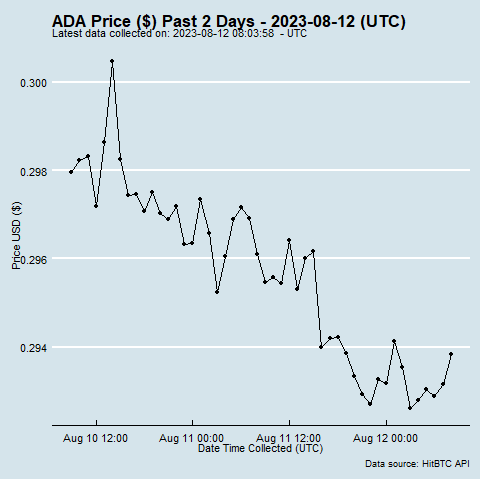 ADA Price ($) Past 2 Days - 2023-08-12 (UTC)
Latest data collected on: 2023-08-12 08:03:58 - UTC
0.300
0.298
0.296
0.294
Price USD ($)
Aug 10 12:00 Aug 11 00:00 Aug 11 12:00 Aug 12 00:00
Date Time Collected (UTC)
Data source: HitBTC API